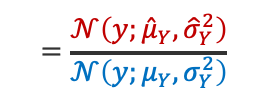 = 𝒩(y; μ̂_Y, σ̂_Y²)
𝒩(y; μ_Y, σ_Y²)